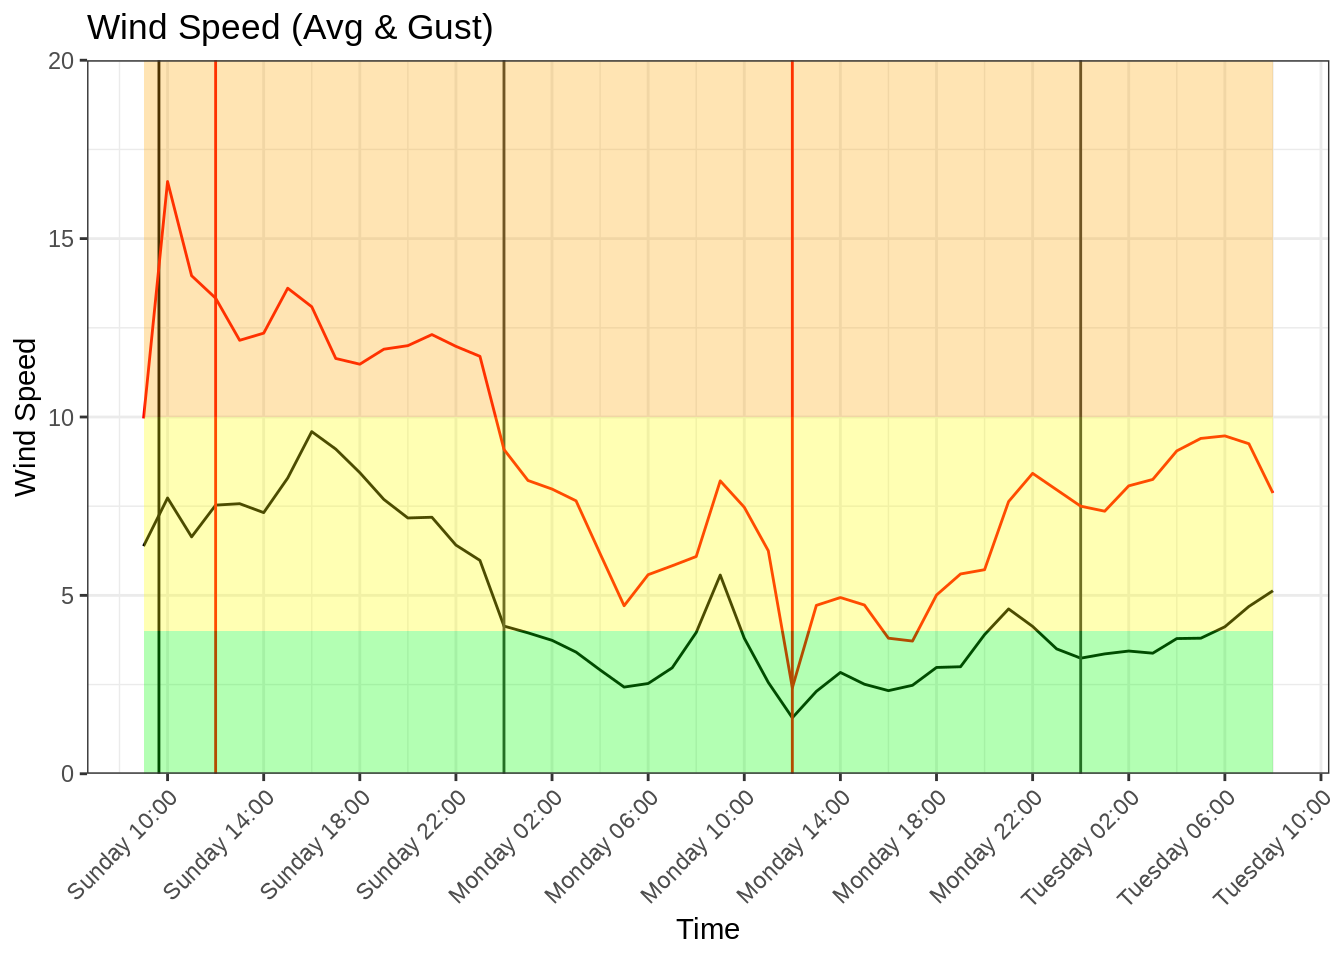 Wind Speed (Avg & Gust)
20
15
10
5
0
Wind Speed
Sunday 10:00
Sunday 14:00
Sunday 18:00
Sunday 22:00
Monday 02:00
Monday 06:00
Monday 10:00
Monday 14:00
Monday 18:00
Monday 22:00
Tuesday 02:00
Tuesday 06:00
Tuesday 10:00
Time